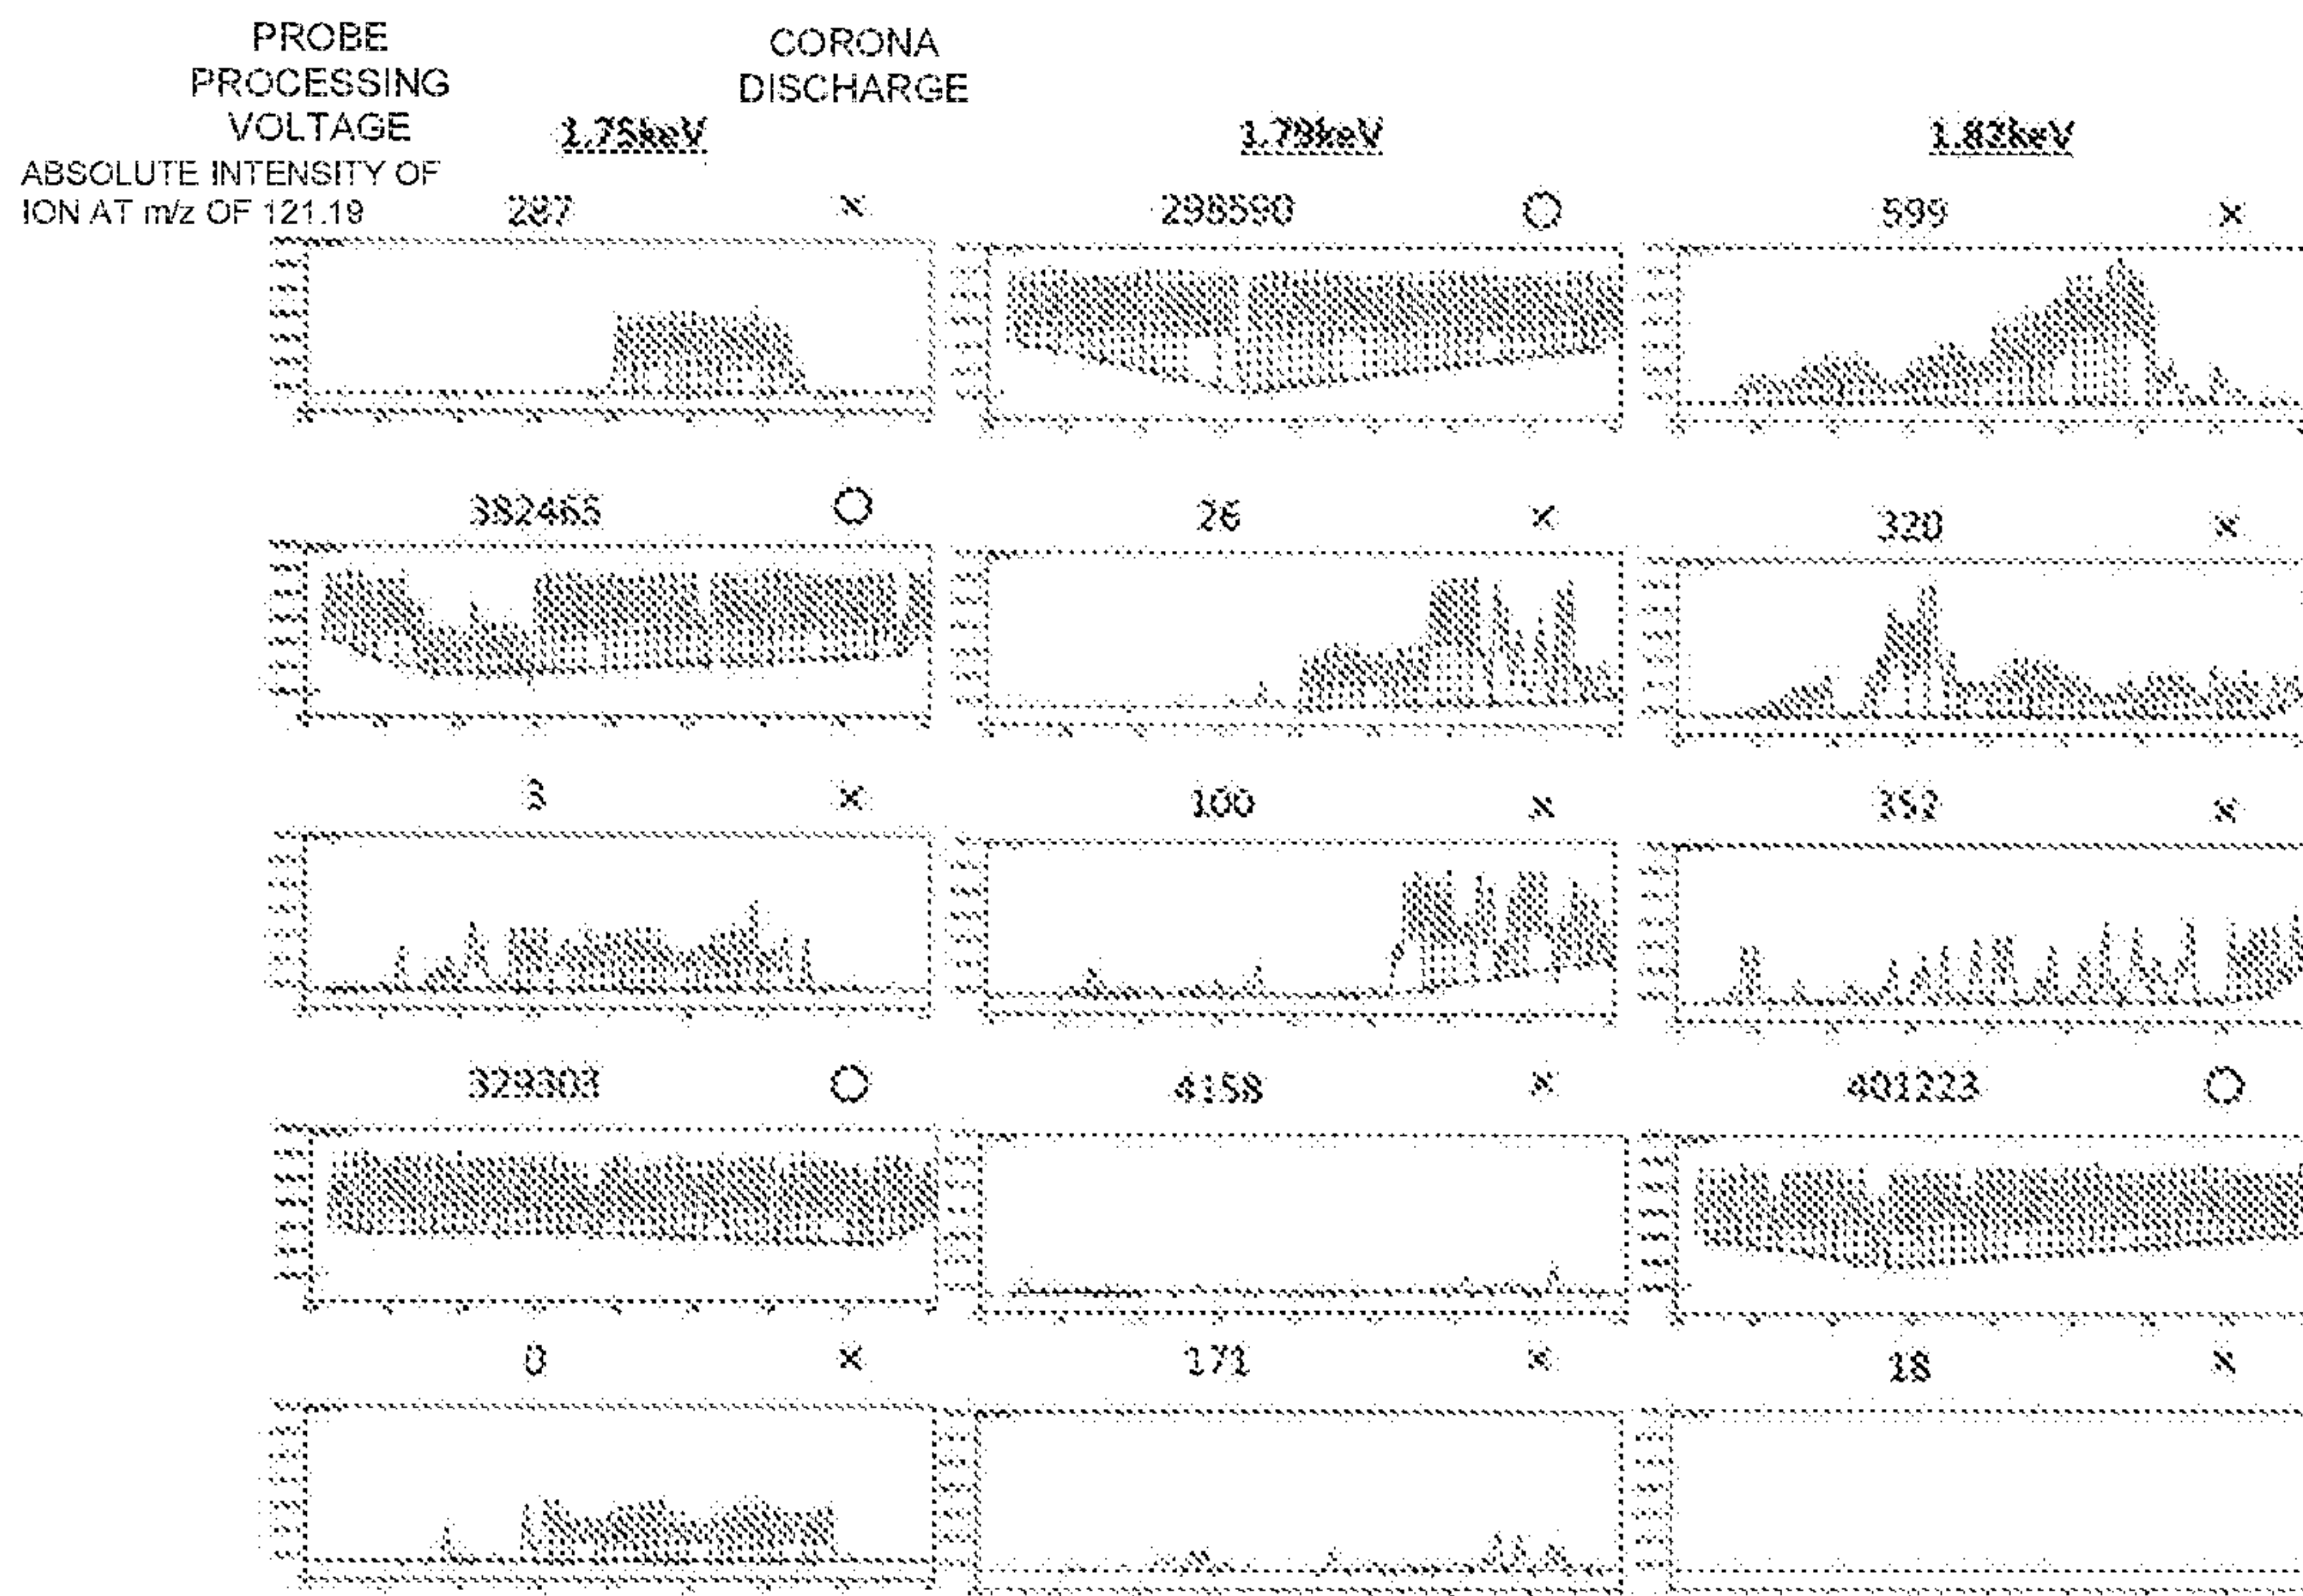 PROBE
PROCESSING
VOLTAGE
CORONA
DISCHARGE
1.75keV
1.79keV
1.82keV
ABSOLUTE INTENSITY OF
ION AT m/z OF 121.19
287 × 298590 ○ 599 ×
382465 ○ 26 × 320 ×
3 × 100 × 352 ×
329303 ○ 4158 × 401223 ○
0 × 171 × 18 ×